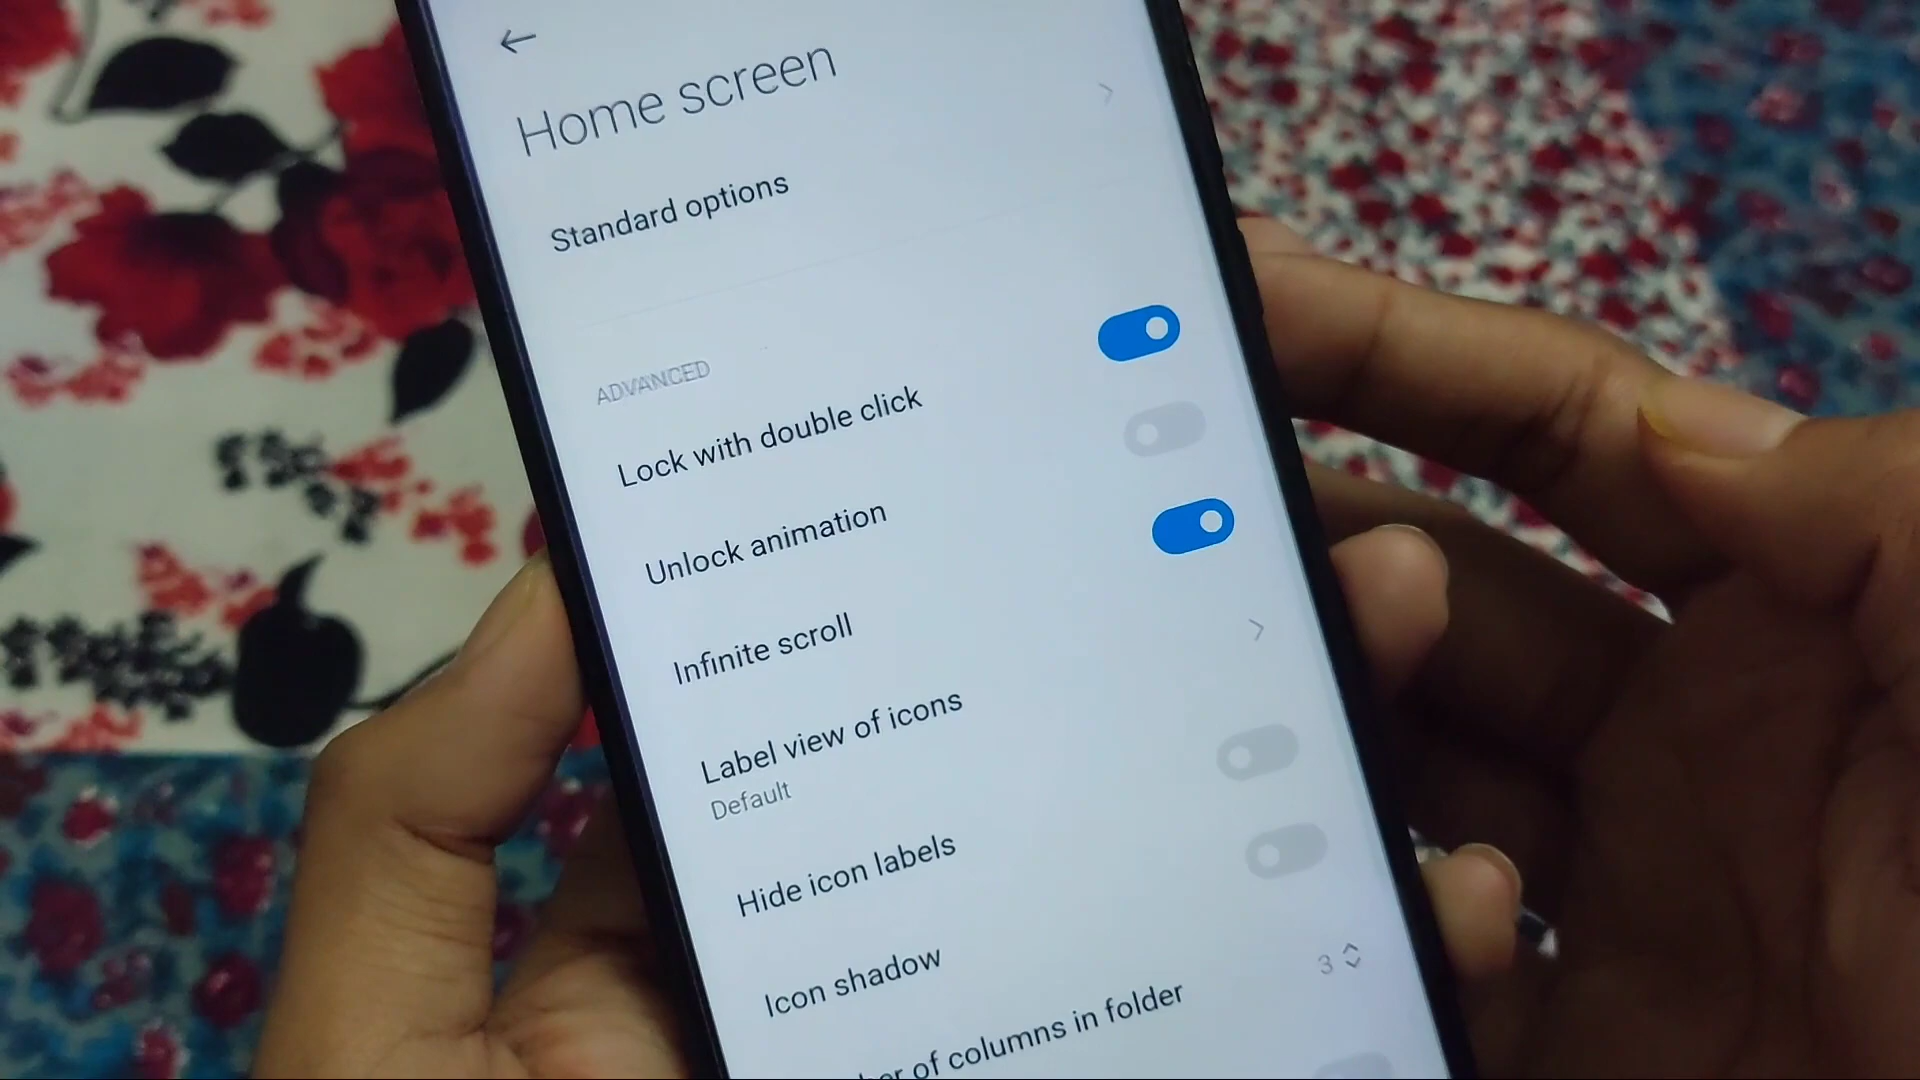 Home screen
Standard options
ADVANCED
Lock with double click
Unlock animation
Infinite scroll
Label view of icons
Default
Hide icon labels
Icon shadow
of columns in folder
3